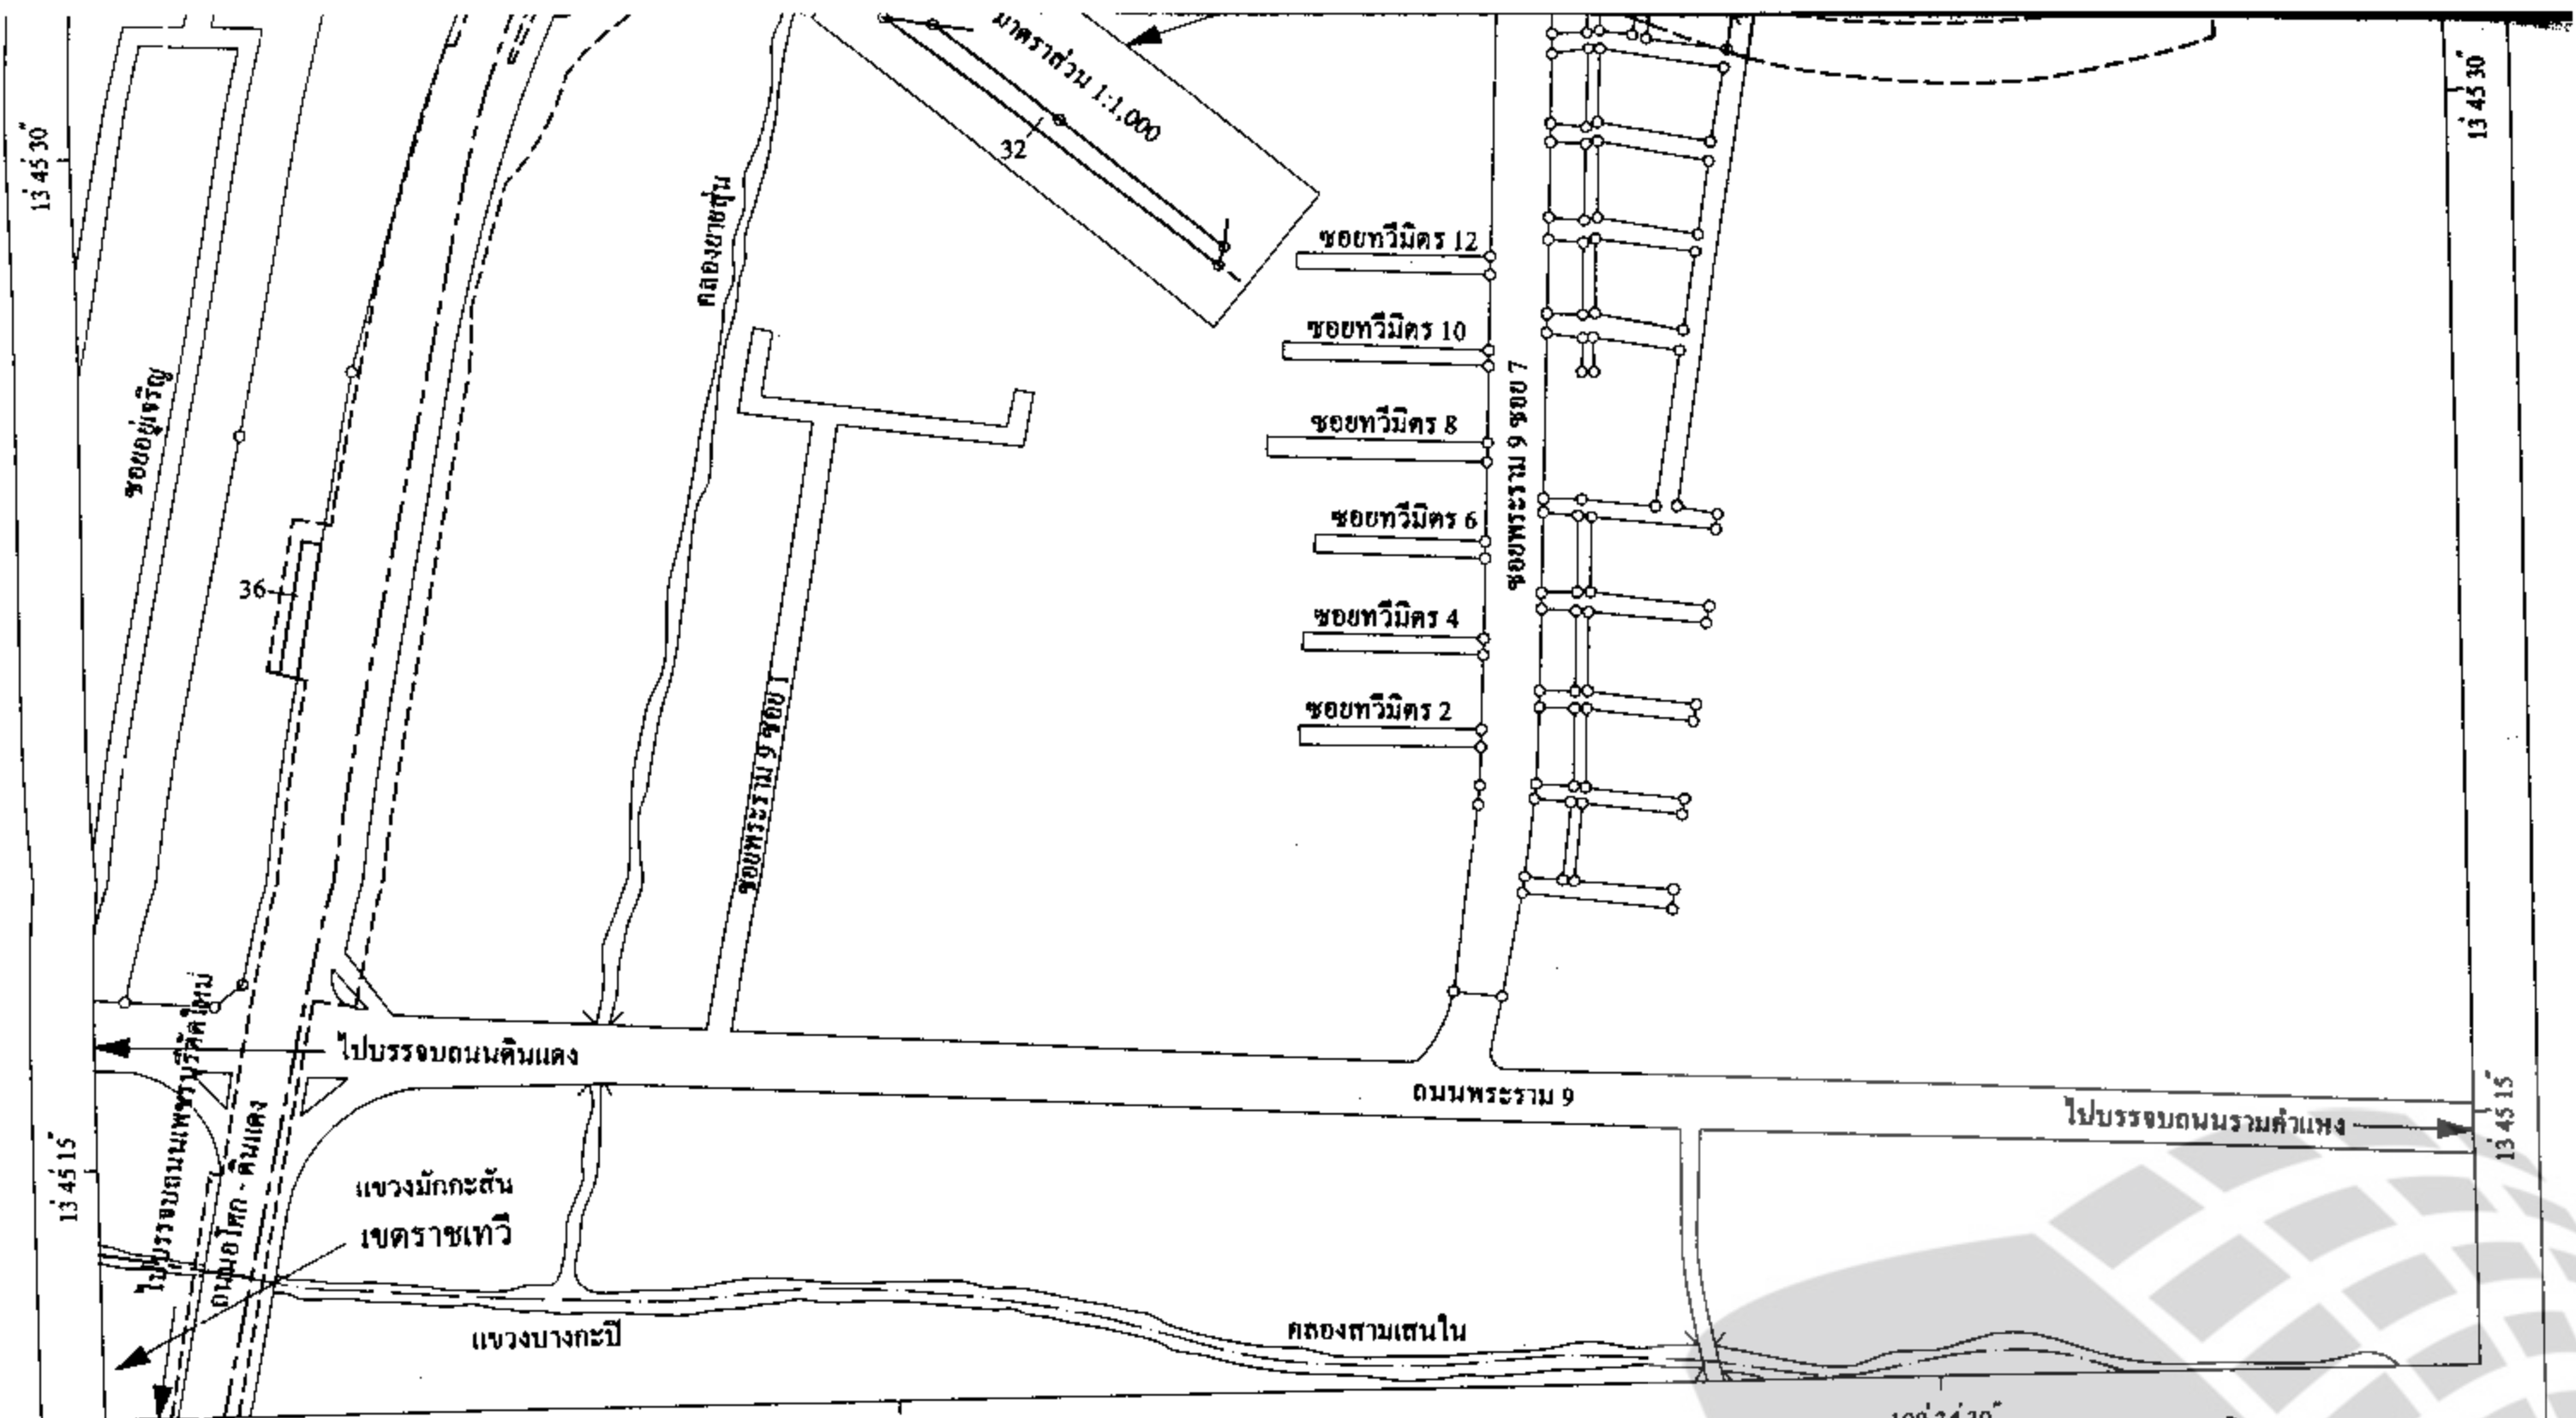 มาตราส่วน 1:1,000
32
13 45 30"
13 45 30"
คลองยายสุ่น
ซอยทวีมิตร 12
ซอยทวีมิตร 10
ซอยอยู่เจริญ
ซอยทวีมิตร 8
ซอยพระราม 9 ซอย 7
ซอยทวีมิตร 6
36
ซอยทวีมิตร 4
ซอยพระราม 9 ซอย 1
ซอยทวีมิตร 2
ไปบรรจบถนนเพชรบุรีตัดใหม่
ไปบรรจบถนนดินแดง
ถนนอโศก - ดินแดง
ถนนพระราม 9
ไปบรรจบถนนรามคำแหง
13 45 15"
13 45 15"
แขวงมักกะสัน
เขตราชเทวี
แขวงบางกะปิ
คลองสามเสนใน